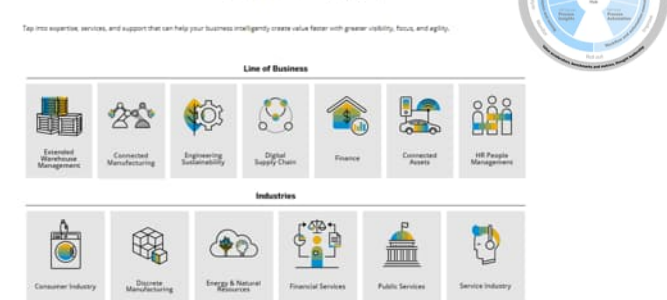 Tap into expertise, services, and support that can help your business intelligently create value faster with greater visibility, focus, and agility.
Line of Business
Extended
Warehouse
Management
Connected
Manufacturing
Engineering
Sustainability
Digital
Supply Chain
Finance
Connected
Assets
HR People
Management
Industries
Consumer Industry
Discrete
Manufacturing
Energy & Natural
Resources
Financial Services
Public Services
Service Industry